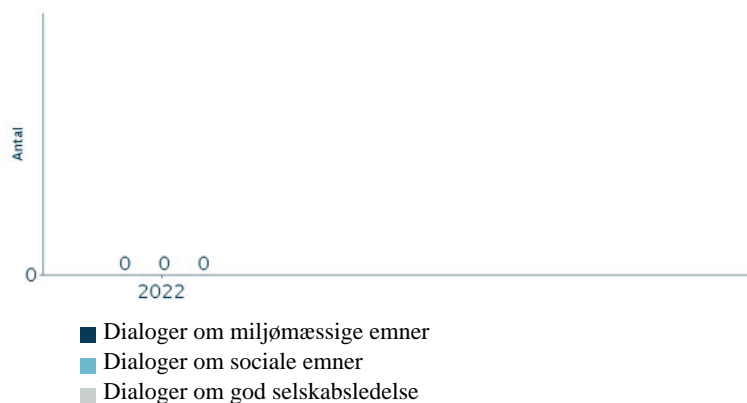 Antal
0 0 0
0
2022
Dialoger om miljømæssige emner
Dialoger om sociale emner
Dialoger om god selskabsledelse